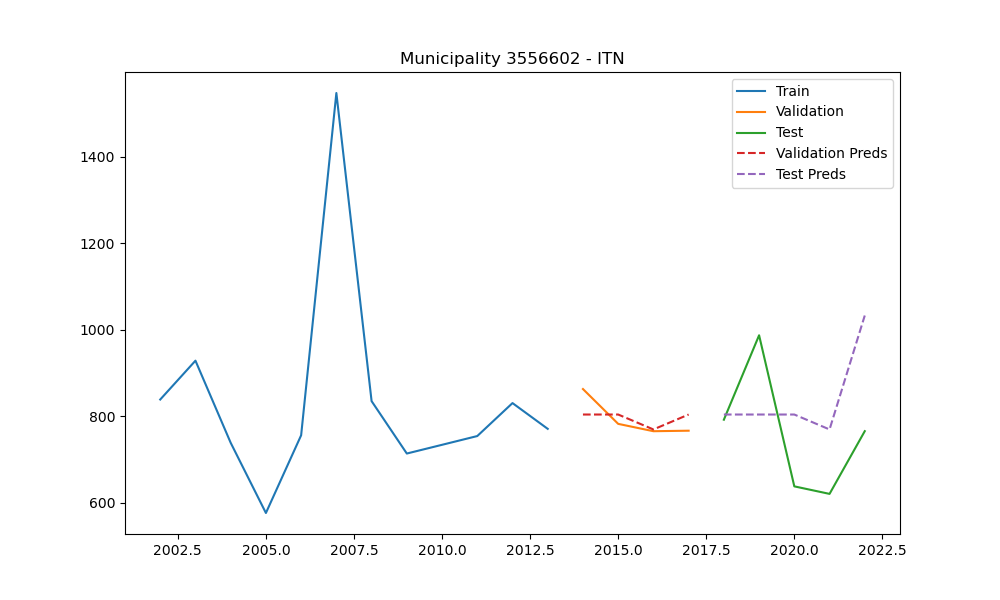 Municipality 3556602 - ITN
Train
Validation
Test
Validation Preds
Test Preds
1400
1200
1000
800
600
2002.5 2005.0 2007.5 2010.0 2012.5 2015.0 2017.5 2020.0 2022.5